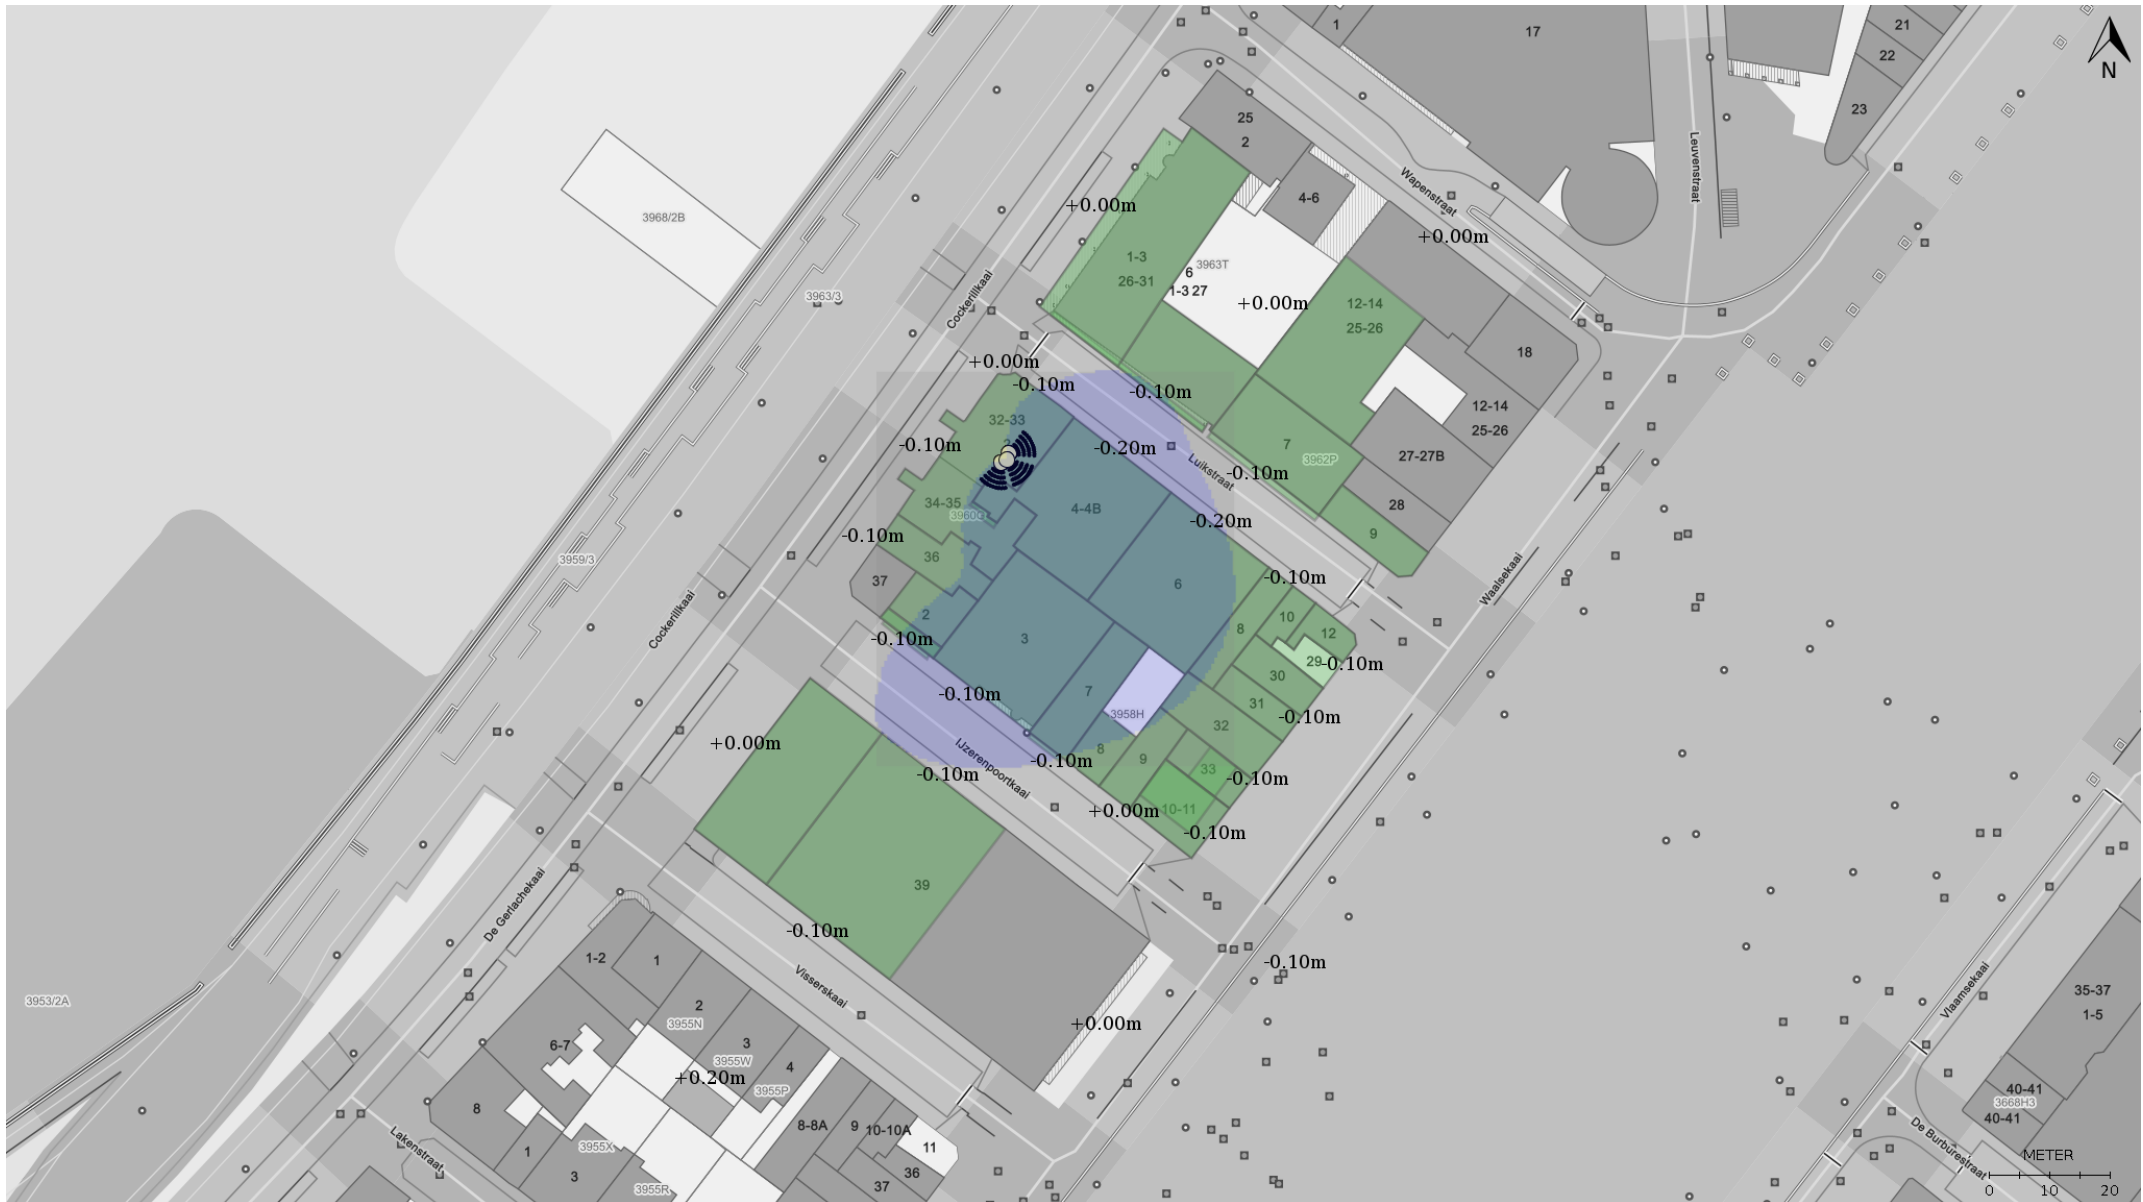 1
17
21
22
23
N
25
2
4-6
Wapenstraat
Leuvenstraat
3968/2B
+0.00m
+0.00m
1-3
26-31
3963T
6
1-3 27
+0.00m
12-14
25-26
3963/3
Cockerillkaai
18
+0.00m
-0.10m
-0.10m
12-14
25-26
32-33
-0.10m
-0.20m
7
3962P
27-27B
Luikstraat
-0.10m
34-35
4-4B
28
-0.20m
9
-0.10m
36
3959/3
37
6
-0.10m
Waalsekaai
Cockerillkaai
2
-0.10m
3
8
10
12
29
-0.10m
30
-0.10m
7
31
-0.10m
3958H
32
+0.00m
8
9
33
-0.10m
-0.10m
-0.10m
IJzerenpoortkaai
+0.00m
10-11
-0.10m
39
De Gerlachekaai
-0.10m
1-2
1
-0.10m
Visserskaai
3953/2A
2
3955N
+0.00m
35-37
1-5
Vlaamsekaai
6-7
3
3955W
4
+0.20m
3955P
40-41
3668H3
40-41
8
8-8A
9
10-10A
11
Lakenstraat
1
3955X
3
3955R
36
37
De Burburestraat
METER
0 10 20